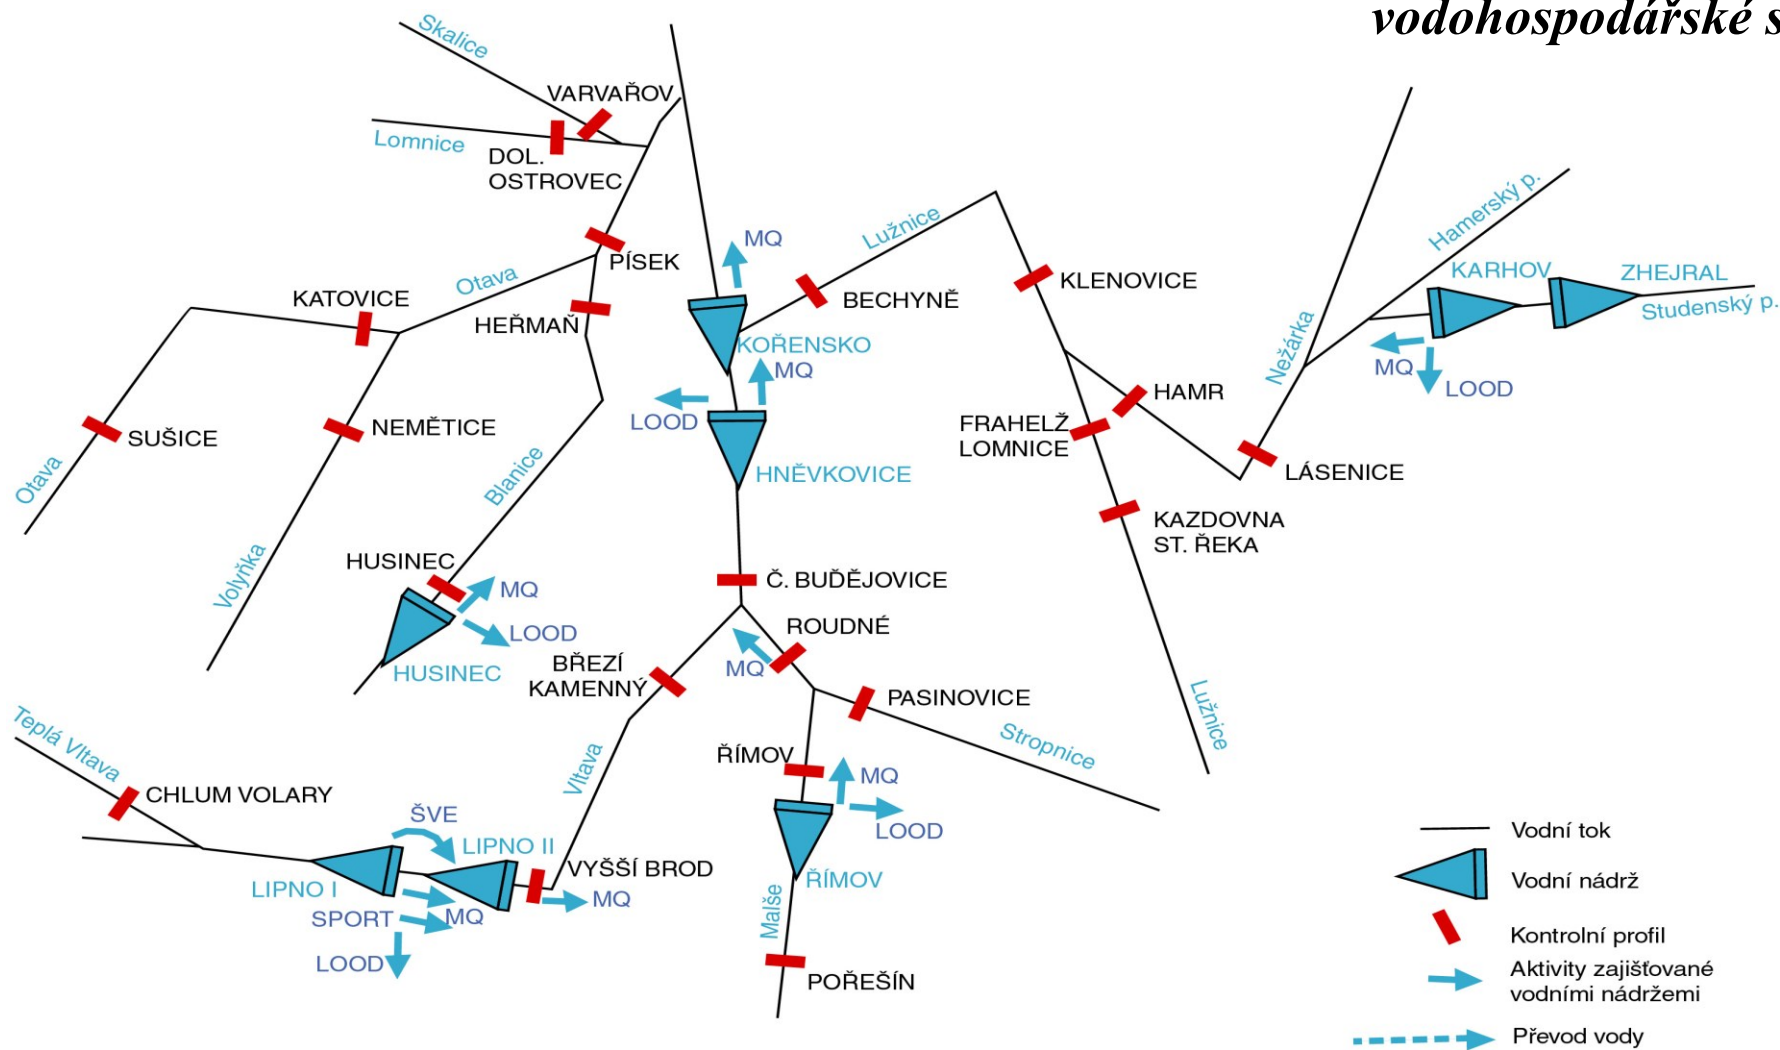 vodohospodářské s
Skalice
VARVAŘOV
Lomnice
DOL.
OSTROVEC
MQ
Lužnice
Hamerský p.
PÍSEK
Otava
KATOVICE
HEŘMAŇ
BECHYNĚ
KLENOVICE
KARHOV
ZHEJRAL
Studenský p.
KOŘENSKO
MQ
LOOD
Nežárka
MQ
LOOD
HAMR
FRAHELŽ
LOMNICE
SUŠICE
NEMĚTICE
Otava
Blanice
HNĚVKOVICE
LÁSENICE
KAZDOVNA
ST. ŘEKA
Volyňka
HUSINEC
MQ
LOOD
HUSINEC
Č. BUĎĚJOVICE
ROUDNÉ
MQ
BŘEZÍ
KAMENNÝ
PASINOVICE
Stropnice
Lužnice
Teplá Vltava
CHLUM VOLARY
Vltava
ŘÍMOV
MQ
LOOD
ŘÍMOV
ŠVE
LIPNO II
VYŠŠÍ BROD
MQ
LIPNO I
SPORT
MQ
LOOD
Malše
POŘEŠÍN
Vodní tok
Vodní nádrž
Kontrolní profil
Aktivity zajišťované
vodními nádržemi
Převod vody